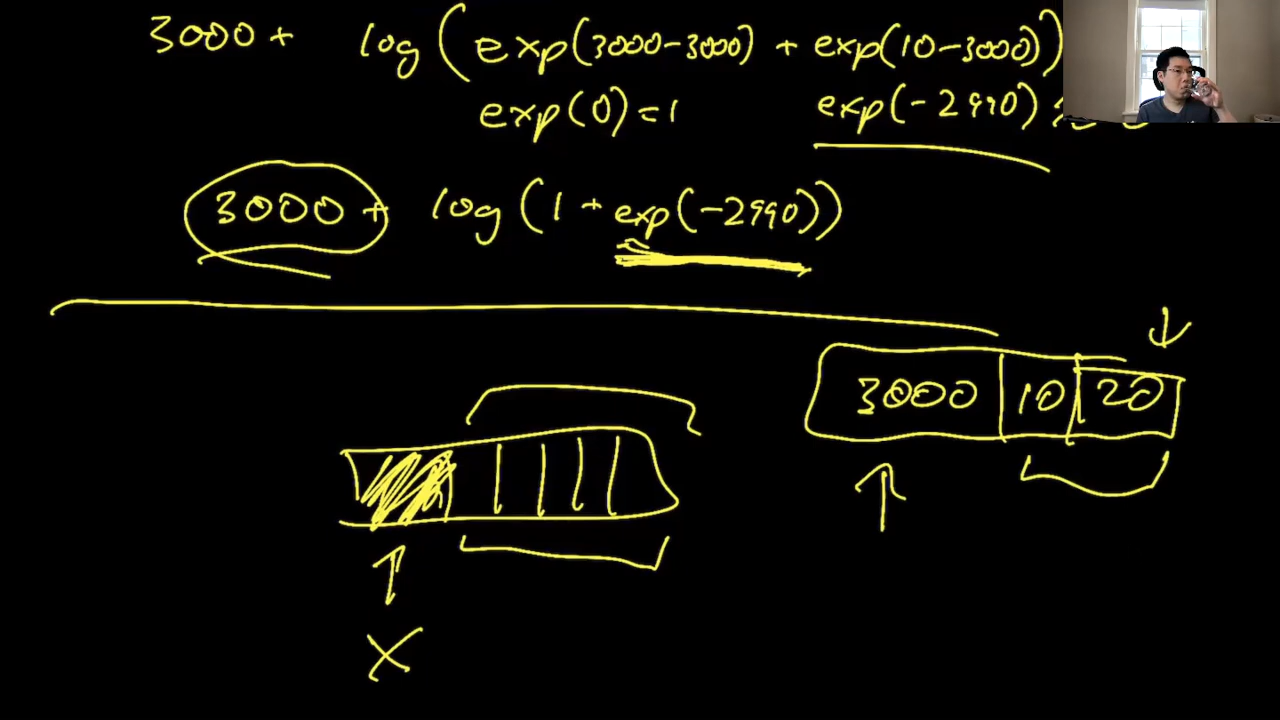 3000 + log(exp(3000-3000) + exp(10-3000))
exp(0)=1 exp(-2990)
3000 + log(1 + exp(-2990))
3000 10 20
X